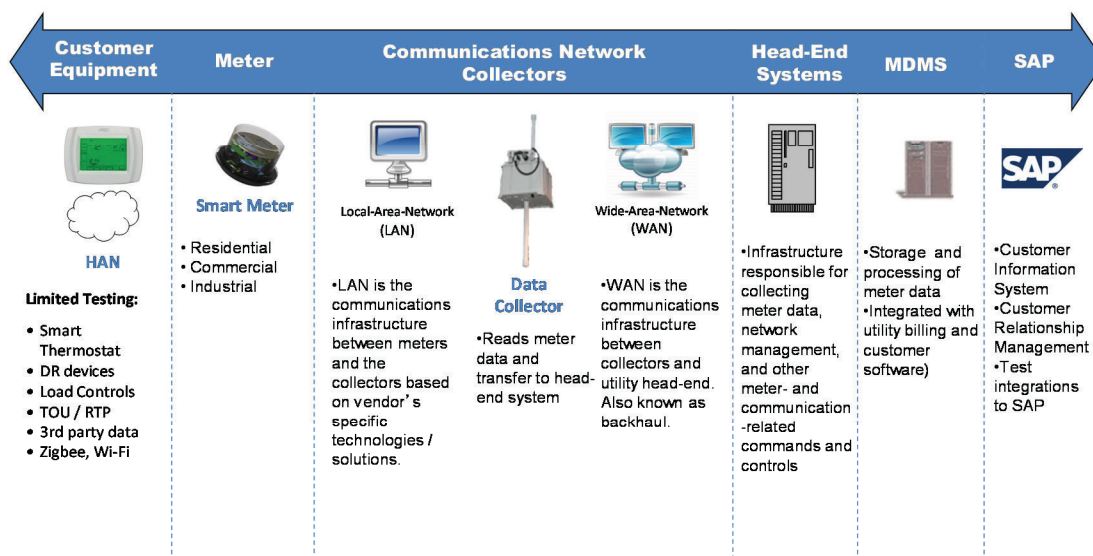 Customer
Equipment
Meter
Communications Network
Collectors
Head-End
Systems
MDMS
SAP
HAN
Limited Testing:
• Smart
Thermostat
• DR devices
• Load Controls
• TOU / RTP
• 3rd party data
• Zigbee, Wi-Fi
Smart Meter
• Residential
• Commercial
• Industrial
Local-Area-Network
(LAN)
•LAN is the
communications
infrastructure
between meters
and the
collectors based
on vendor's
specific
technologies /
solutions.
Data
Collector
•Reads meter
data and
transfer to head-
end system
Wide-Area-Network
(WAN)
•WAN is the
communications
infrastructure
between
collectors and
utility head-end.
Also known as
backhaul.
•Infrastructure
responsible for
collecting
meter data,
network
management,
and other
meter- and
communication
-related
commands and
controls
•Storage and
processing of
meter data
•Integrated with
utility billing and
customer
software)
SAP®
•Customer
Information
System
•Customer
Relationship
Management
•Test
integrations
to SAP